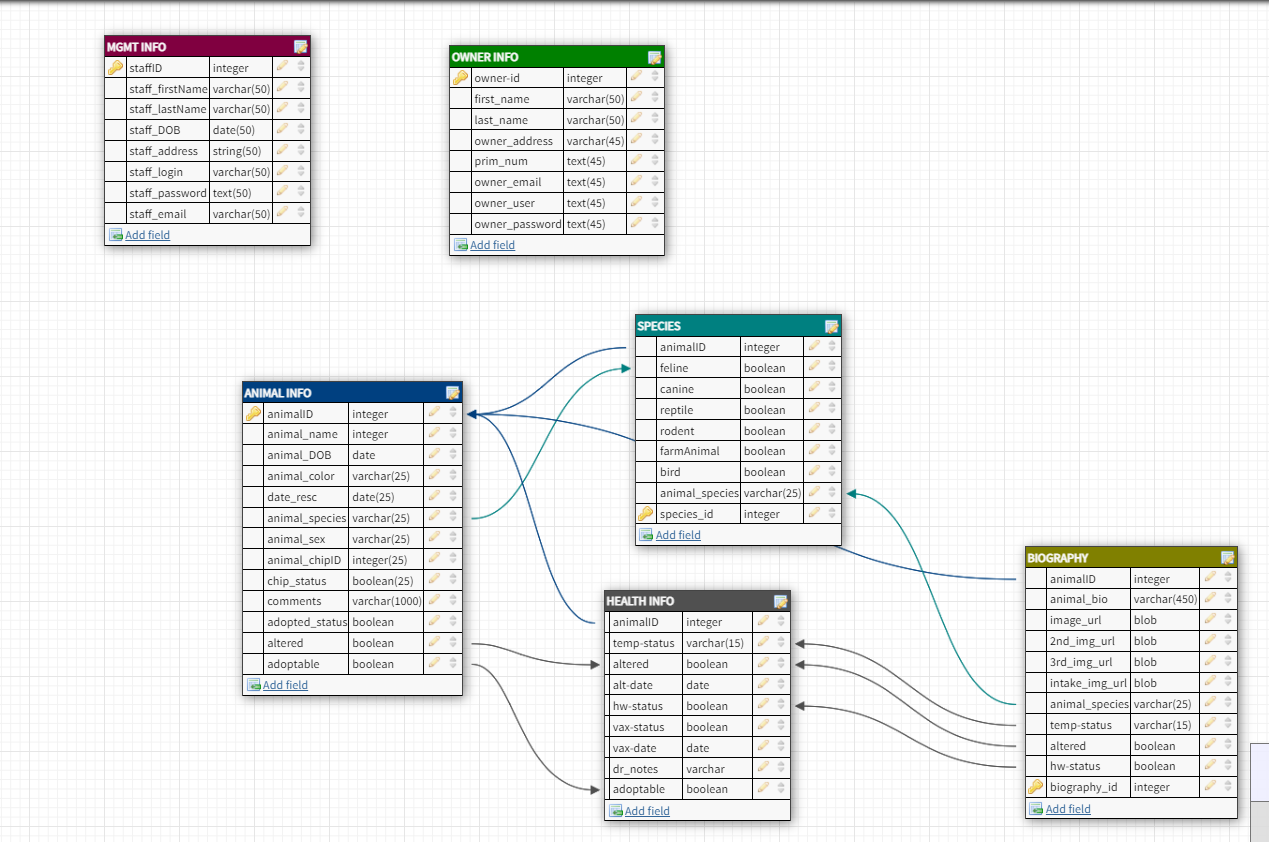 MGMT INFO
staffID integer
staff_firstName varchar(50)
staff_lastName varchar(50)
staff_DOB date(50)
staff_address string(50)
staff_login varchar(50)
staff_password text(50)
staff_email varchar(50)
Add field
OWNER INFO
owner-id integer
first_name varchar(50)
last_name varchar(50)
owner_address varchar(45)
prim_num text(45)
owner_email text(45)
owner_user text(45)
owner_password text(45)
Add field
SPECIES
animalID integer
feline boolean
canine boolean
reptile boolean
rodent boolean
farmAnimal boolean
bird boolean
animal_species varchar(25)
species_id integer
Add field
ANIMAL INFO
animalID integer
animal_name integer
animal_DOB date
animal_color varchar(25)
date_resc date(25)
animal_species varchar(25)
animal_sex varchar(25)
animal_chipID integer(25)
chip_status boolean(25)
comments varchar(1000)
adopted_status boolean
altered boolean
adoptable boolean
Add field
HEALTH INFO
animalID integer
temp-status varchar(15)
altered boolean
alt-date date
hw-status boolean
vax-status boolean
vax-date date
dr_notes varchar
adoptable boolean
Add field
BIOGRAPHY
animalID integer
animal_bio varchar(450)
image_url blob
2nd_img_url blob
3rd_img_url blob
intake_img_url blob
animal_species varchar(25)
temp-status varchar(15)
altered boolean
hw-status boolean
biography_id integer
Add field